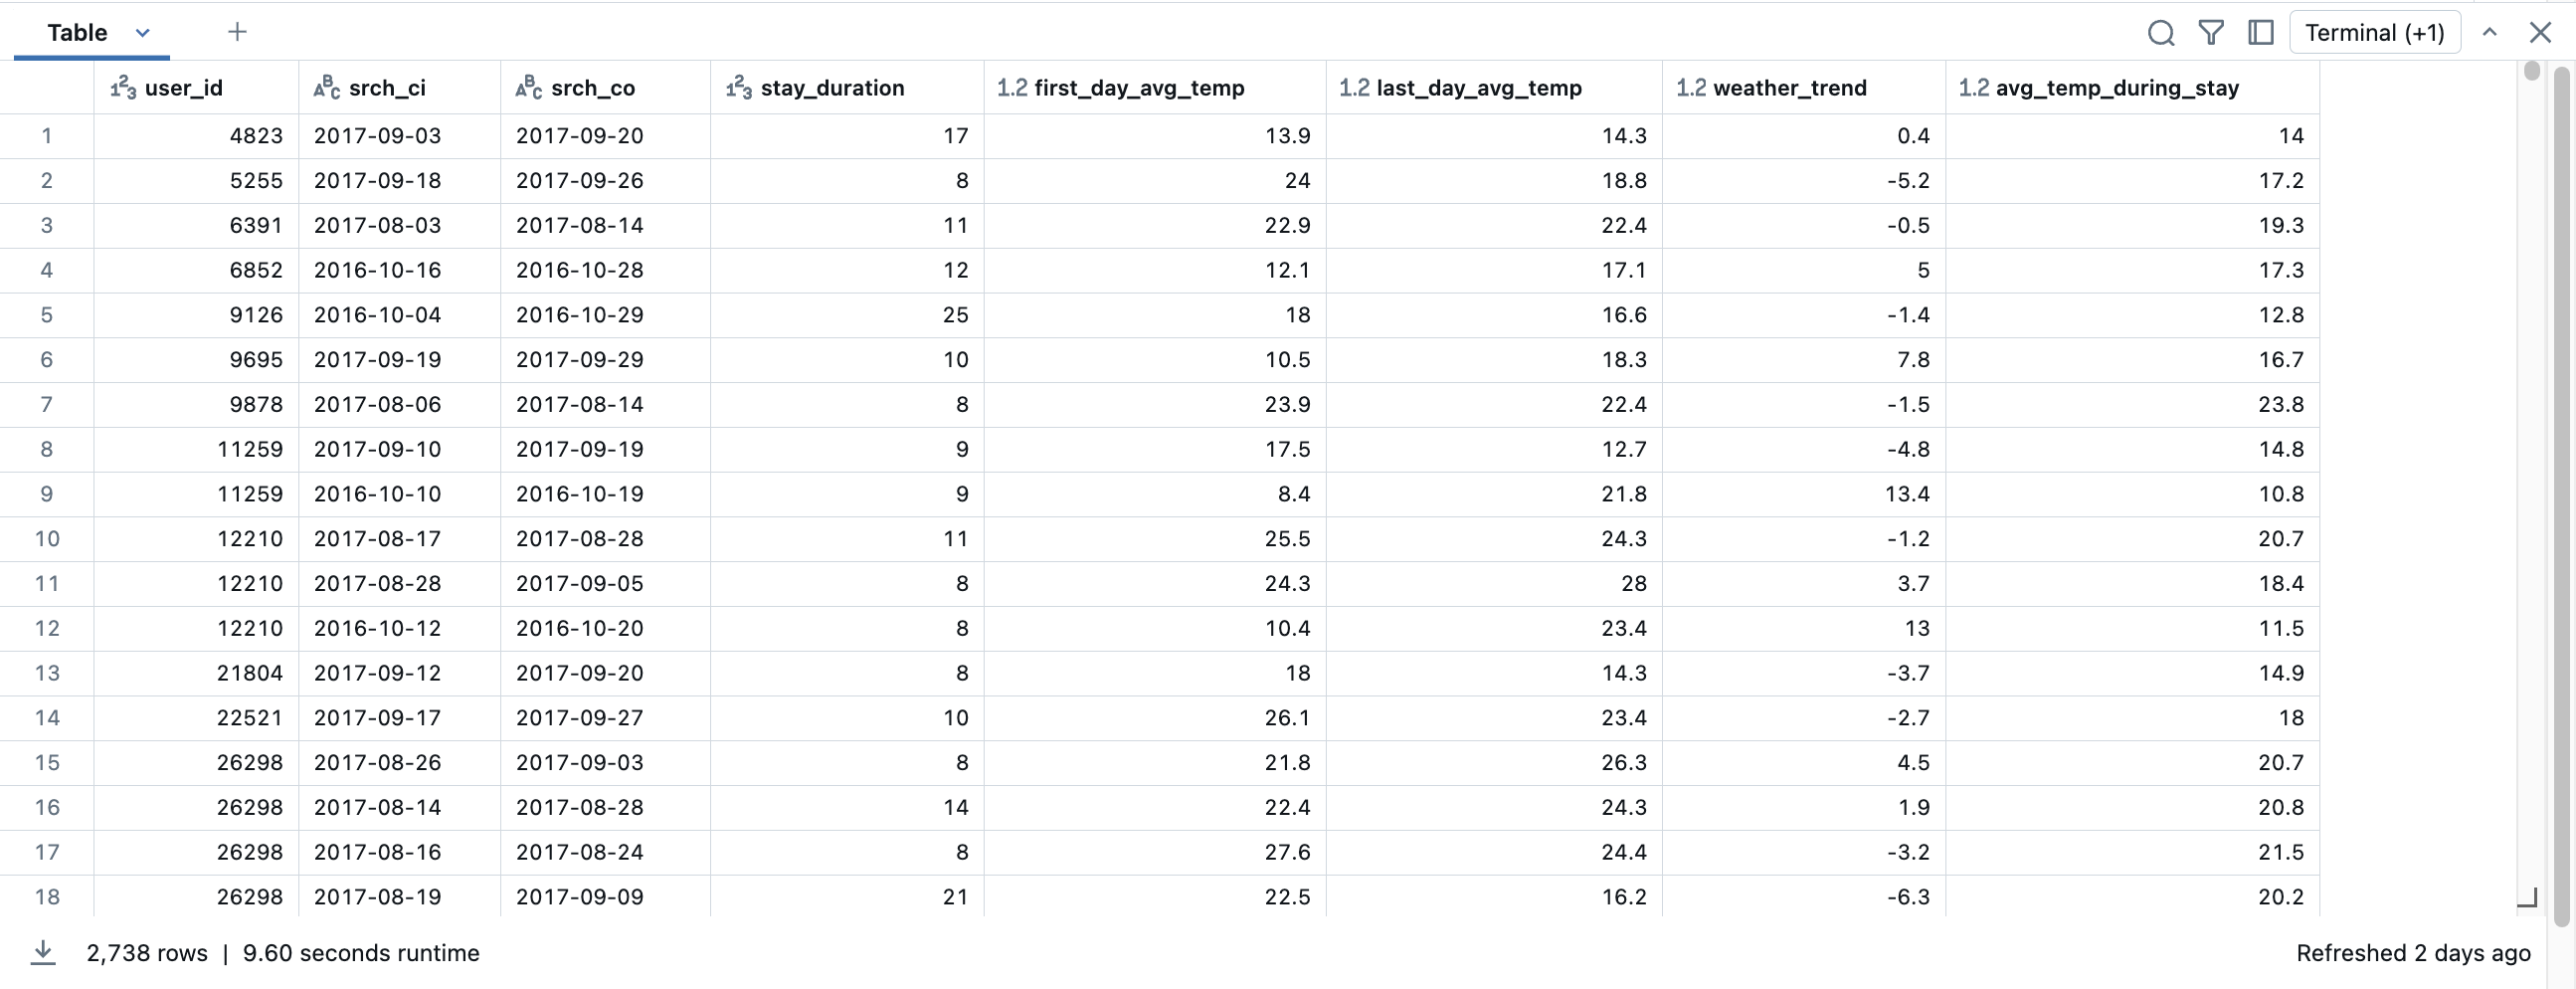 Table + Terminal (+1)
123 user_id ABC srch_ci ABC srch_co 123 stay_duration 1.2 first_day_avg_temp 1.2 last_day_avg_temp 1.2 weather_trend 1.2 avg_temp_during_stay
1 4823 2017-09-03 2017-09-20 17 13.9 14.3 0.4 14
2 5255 2017-09-18 2017-09-26 8 24 18.8 -5.2 17.2
3 6391 2017-08-03 2017-08-14 11 22.9 22.4 -0.5 19.3
4 6852 2016-10-16 2016-10-28 12 12.1 17.1 5 17.3
5 9126 2016-10-04 2016-10-29 25 18 16.6 -1.4 12.8
6 9695 2017-09-19 2017-09-29 10 10.5 18.3 7.8 16.7
7 9878 2017-08-06 2017-08-14 8 23.9 22.4 -1.5 23.8
8 11259 2017-09-10 2017-09-19 9 17.5 12.7 -4.8 14.8
9 11259 2016-10-10 2016-10-19 9 8.4 21.8 13.4 10.8
10 12210 2017-08-17 2017-08-28 11 25.5 24.3 -1.2 20.7
11 12210 2017-08-28 2017-09-05 8 24.3 28 3.7 18.4
12 12210 2016-10-12 2016-10-20 8 10.4 23.4 13 11.5
13 21804 2017-09-12 2017-09-20 8 18 14.3 -3.7 14.9
14 22521 2017-09-17 2017-09-27 10 26.1 23.4 -2.7 18
15 26298 2017-08-26 2017-09-03 8 21.8 26.3 4.5 20.7
16 26298 2017-08-14 2017-08-28 14 22.4 24.3 1.9 20.8
17 26298 2017-08-16 2017-08-24 8 27.6 24.4 -3.2 21.5
18 26298 2017-08-19 2017-09-09 21 22.5 16.2 -6.3 20.2
2,738 rows | 9.60 seconds runtime Refreshed 2 days ago